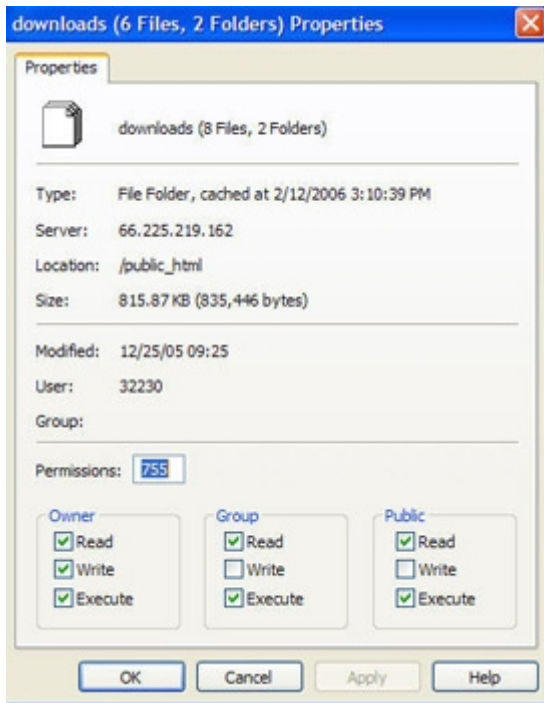 downloads (6 Files, 2 Folders) Properties
Properties
downloads (8 Files, 2 Folders)
Type: File Folder, cached at 2/12/2006 3:10:39 PM
Server: 66.225.219.162
Location: /public_html
Size: 815.87 KB (835,446 bytes)
Modified: 12/25/05 09:25
User: 32230
Group:
Permissions: 755
Owner Group Public
Read Read Read
Write Write Write
Execute Execute Execute
OK Cancel Apply Help